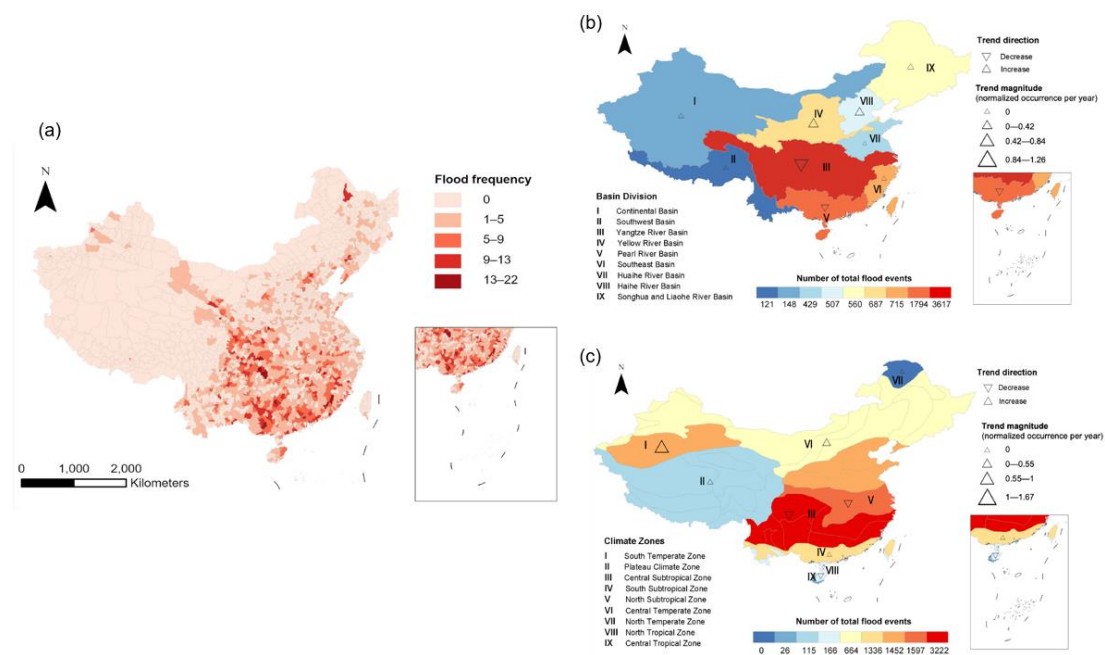 (a)
N
Flood frequency
0
1–5
5–9
9–13
13–22
0 1,000 2,000
Kilometers
(b)
N
I
II
III
IV
V
VI
VII
VIII
IX
Trend direction
Decrease
Increase
Trend magnitude
(normalized occurrence per year)
0
0—0.42
0.42—0.84
0.84—1.26
Basin Division
I Continental Basin
II Southwest Basin
III Yangtze River Basin
IV Yellow River Basin
V Pearl River Basin
VI Southeast Basin
VII Husihe River Basin
VIII Haihe River Basin
IX Songhua and Liaohe River Basin
Number of total flood events
121 148 429 507 560 687 715 1794 3617
(c)
N
VII
I
VI
II
III
V
IV
VIII
IX
Trend direction
Decrease
Increase
Trend magnitude
(normalized occurrence per year)
0
0—0.55
0.55—1
1—1.67
Climate Zones
I South Temperate Zone
II Plateau Climate Zone
III Central Subtropical Zone
IV South Subtropical Zone
V North Subtropical Zone
VI Central Temperate Zone
VII North Temperate Zone
VIII North Tropical Zone
IX Central Tropical Zone
Number of total flood events
0 26 115 166 664 1336 1452 1597 3222